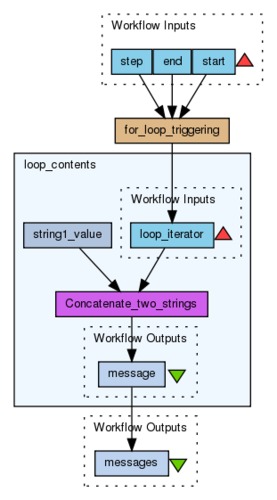 Workflow Inputs
step end start
for_loop_triggering
loop_contents
Workflow Inputs
string1_value loop_iterator
Concatenate_two_strings
Workflow Outputs
message
Workflow Outputs
messages